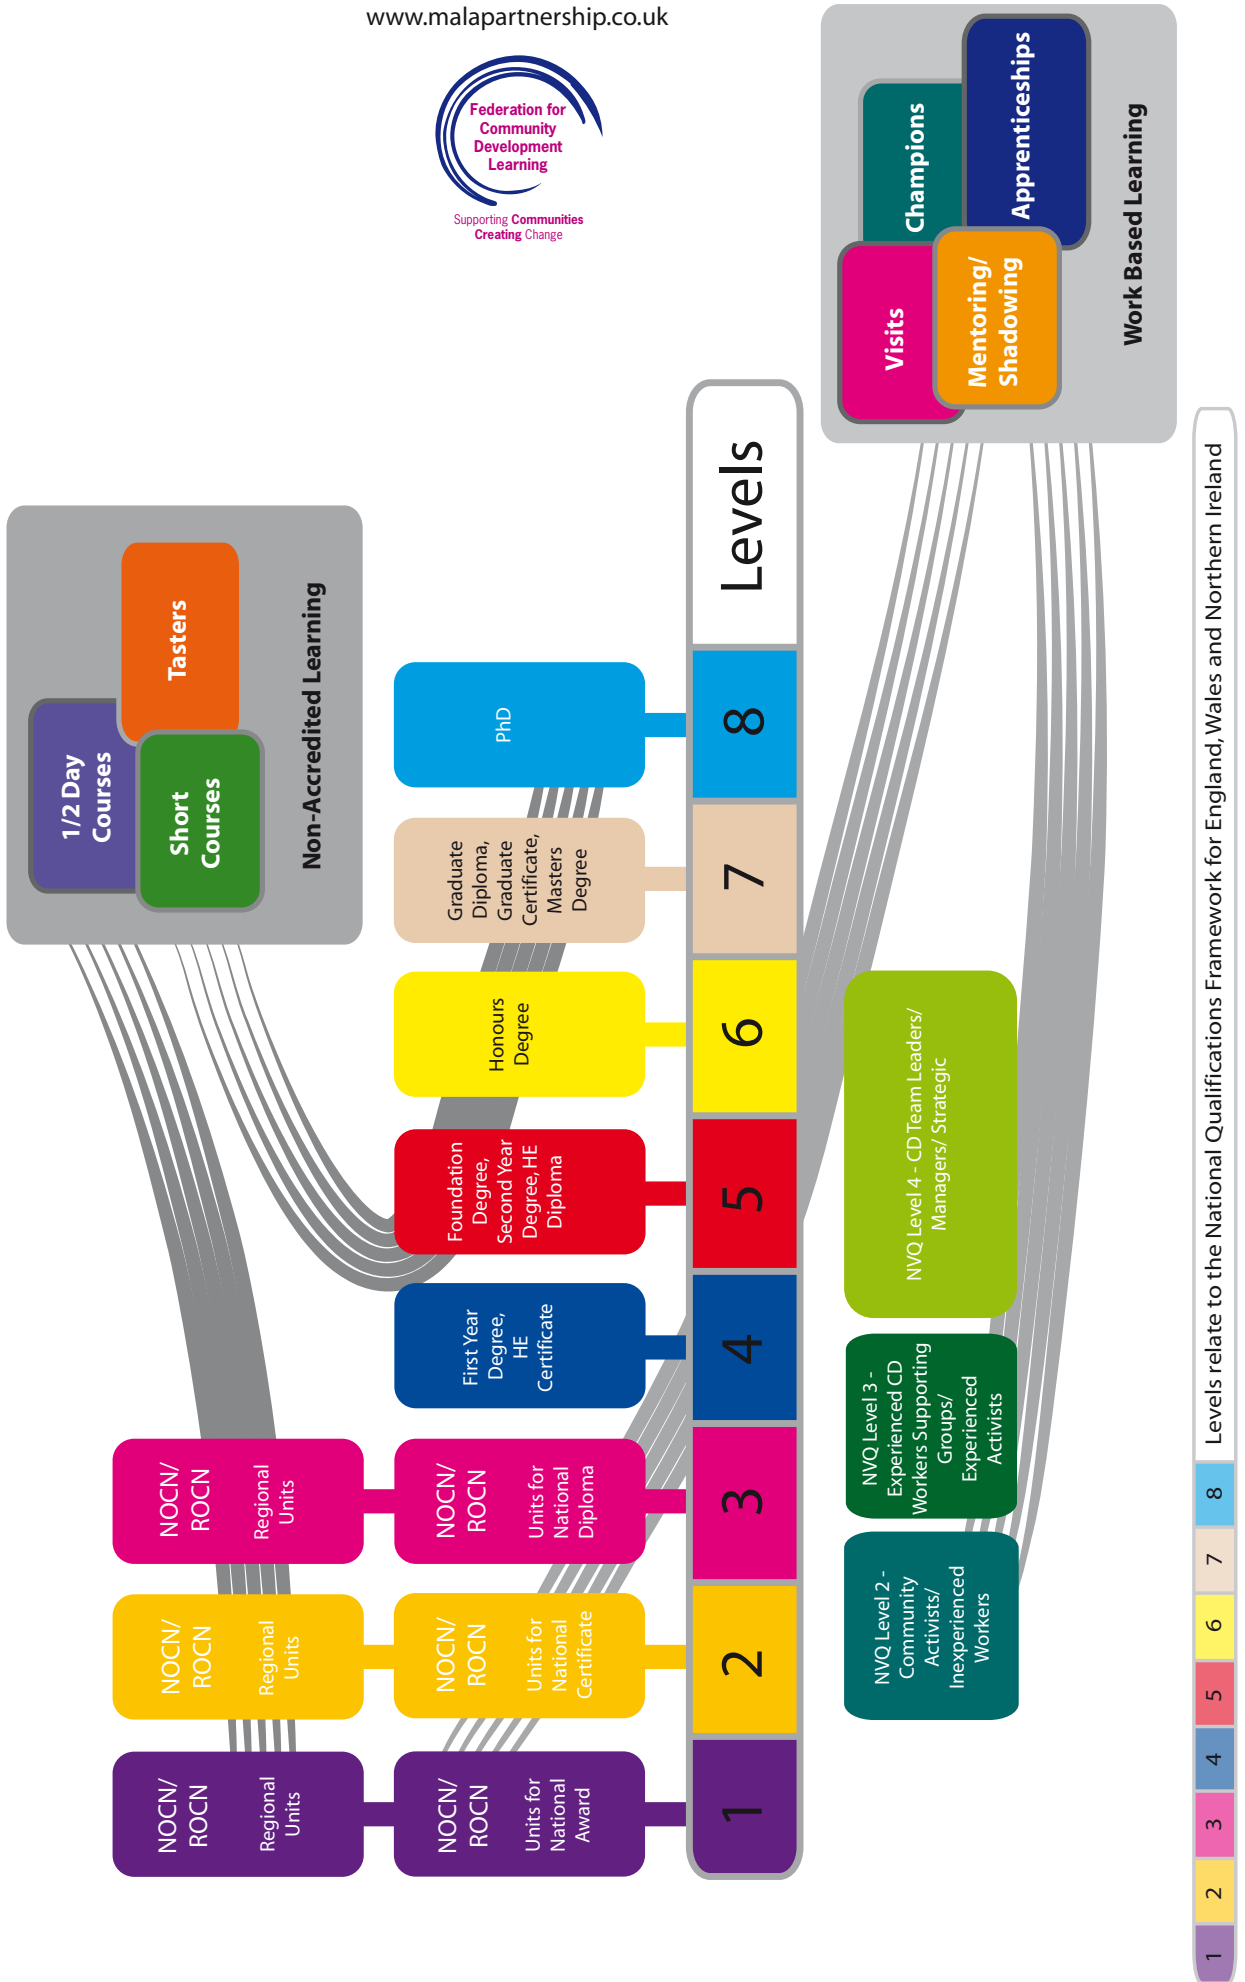 www.malapartnership.co.uk
Federation for
Community
Development
Learning
Supporting Communities
Creating Change
1/2 Day
Courses
Tasters
Short
Courses
Non-Accredited Learning
Visits
Champions
Mentoring/
Shadowing
Apprenticeships
Work Based Learning
NOCN/
ROCN
Regional
Units
NOCN/
ROCN
Regional
Units
NOCN/
ROCN
Regional
Units
NOCN/
ROCN
Units for
National
Award
NOCN/
ROCN
Units for
National
Certificate
NOCN/
ROCN
Units for
National
Diploma
First Year
Degree,
HE
Certificate
Foundation
Degree,
Second Year
Degree, HE
Diploma
Honours
Degree
Graduate
Diploma,
Graduate
Certificate,
Masters
Degree
PhD
1 2 3 4 5 6 7 8 Levels
NVQ Level 2 -
Community
Activists/
Inexperienced
Workers
NVQ Level 3 -
Experienced CD
Workers Supporting
Groups/
Experienced
Activists
NVQ Level 4 - CD Team Leaders/
Managers/ Strategic
1 2 3 4 5 6 7 8 Levels relate to the National Qualifications Framework for England, Wales and Northern Ireland